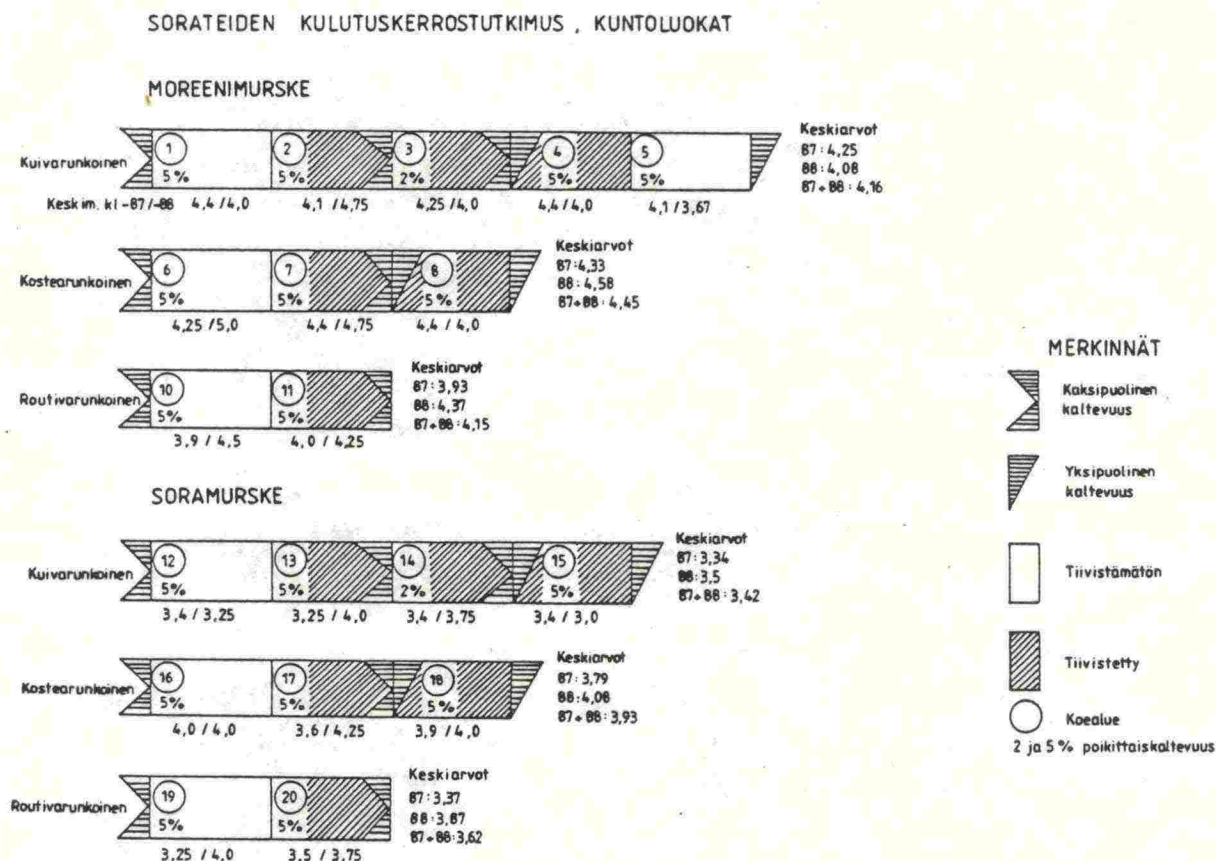 SORATEIDEN KULUTUSKERROSTUTKIMUS , KUNTOLUOKAT
MOREENIMURSKE
Kuivarunkoinen
1 2 3 4 5
5% 5% 2% 5% 5%
Keskim. kl -87/-88 4,4/4,0 4,1/4,75 4,25/4,0 4,4/4,0 4,1/3,67
Keskiarvot
87:4,25
88:4,08
87+88:4,16
Kostearunkoinen
6 7 8
5% 5% 5%
4,25/5,0 4,4/4,75 4,4/4,0
Keskiarvot
87:4,33
88:4,58
87+88:4,45
Routivarunkoinen
10 11
5% 5%
3,9/4,5 4,0/4,25
Keskiarvot
87:3,93
88:4,37
87+88:4,15
SORAMURSKE
Kuivarunkoinen
12 13 14 15
5% 5% 2% 5%
3,4/3,25 3,25/4,0 3,4/3,75 3,4/3,0
Keskiarvot
87:3,34
88:3,5
87+88:3,42
Kostearunkoinen
16 17 18
5% 5% 5%
4,0/4,0 3,6/4,25 3,9/4,0
Keskiarvot
87:3,79
88:4,08
87+88:3,93
Routivarunkoinen
19 20
5% 5%
3,25/4,0 3,5/3,75
Keskiarvot
87:3,37
88:3,87
87+88:3,62
MERKINNÄT
Kaksipuolinen
kaltevuus
Yksipuolinen
kaltevuus
Tiivistämätön
Tiivistetty
Koealue
2 ja 5% poikittaiskaltevuus